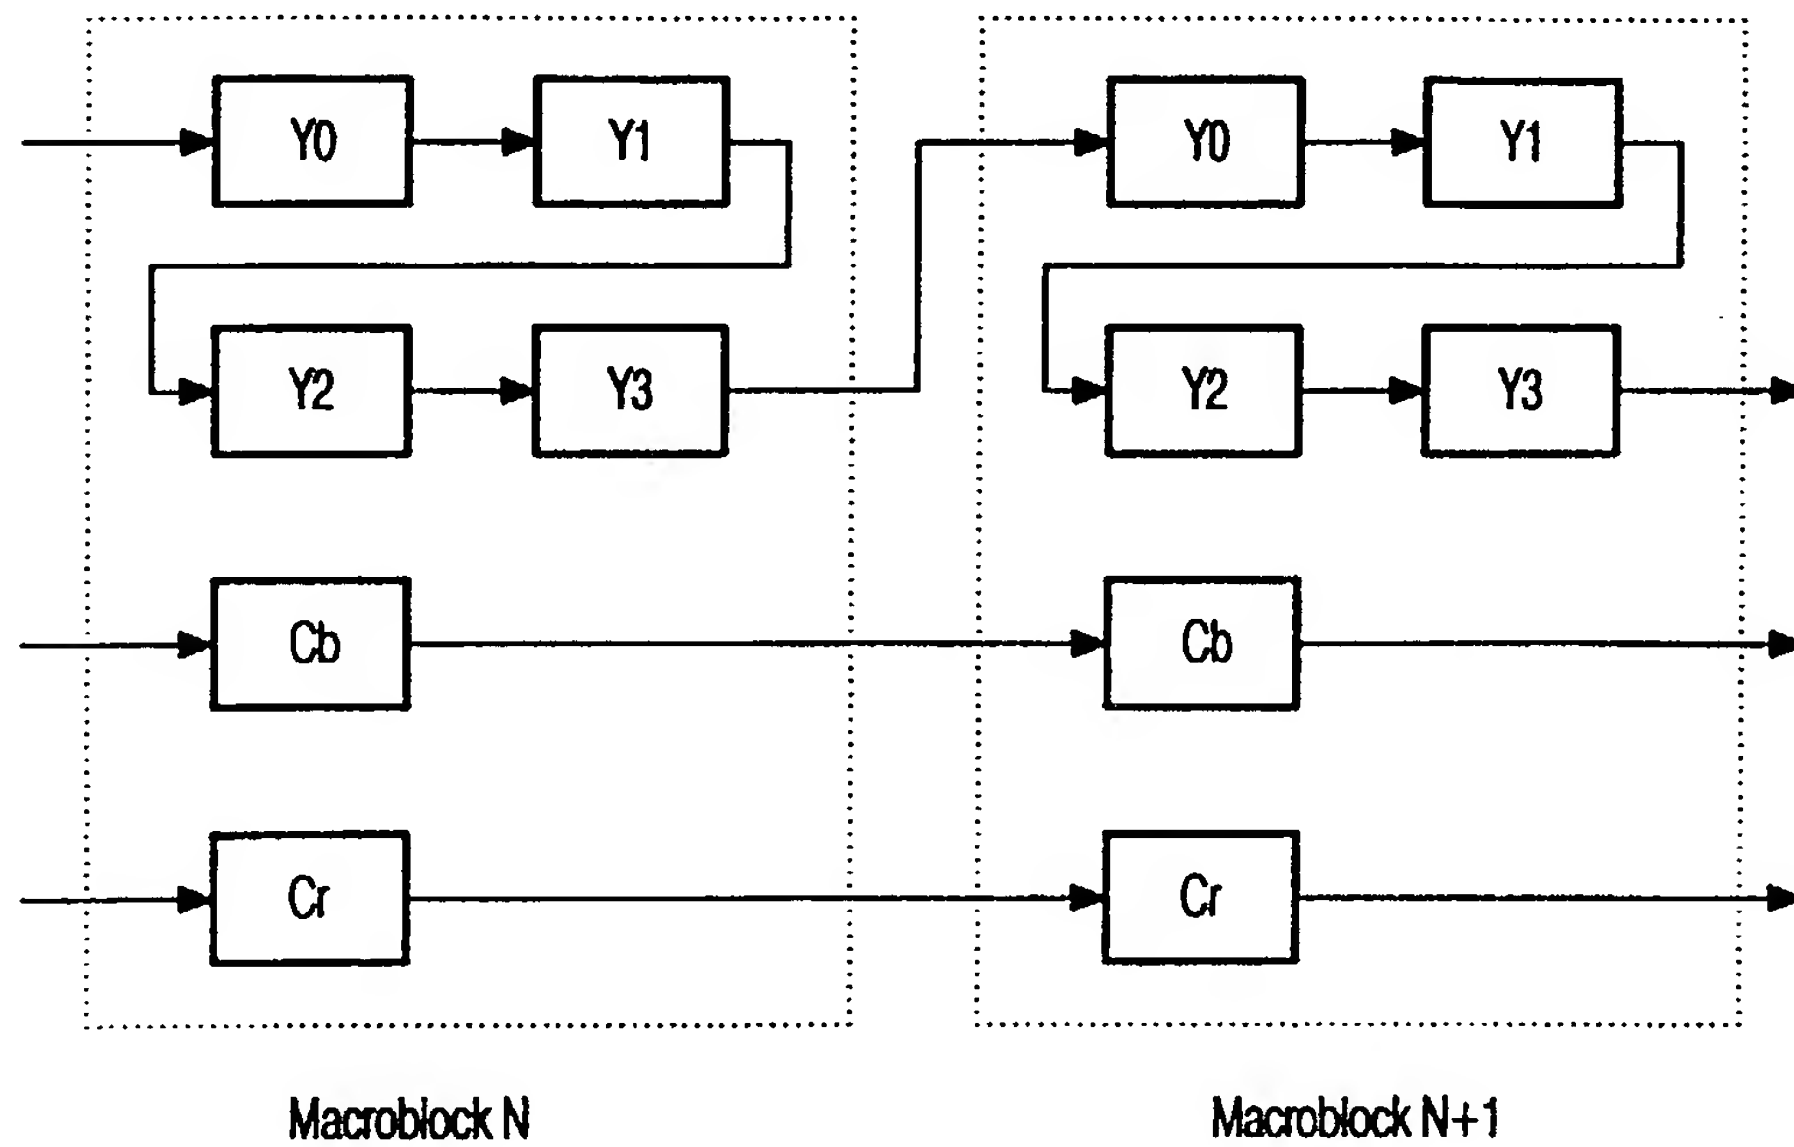 Y0 Y1 Y0 Y1
Y2 Y3 Y2 Y3
Cb Cb
Cr Cr
Macroblock N Macroblock N+1